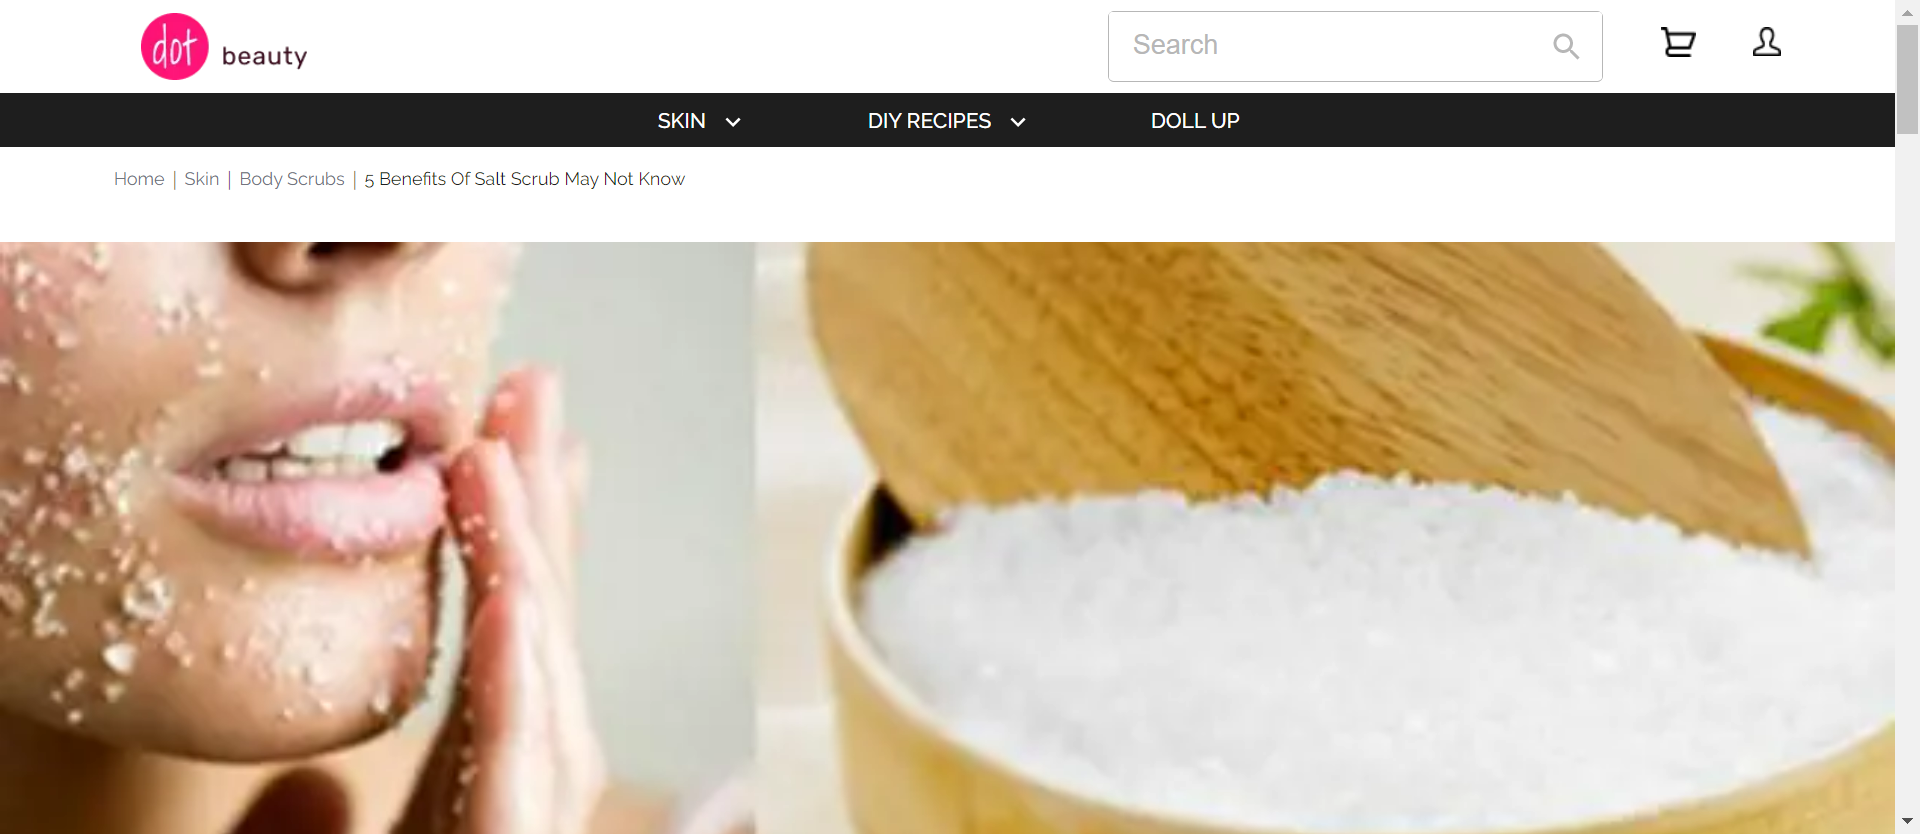 dot beauty
Search
SKIN DIY RECIPES DOLL UP
Home | Skin | Body Scrubs | 5 Benefits Of Salt Scrub May Not Know